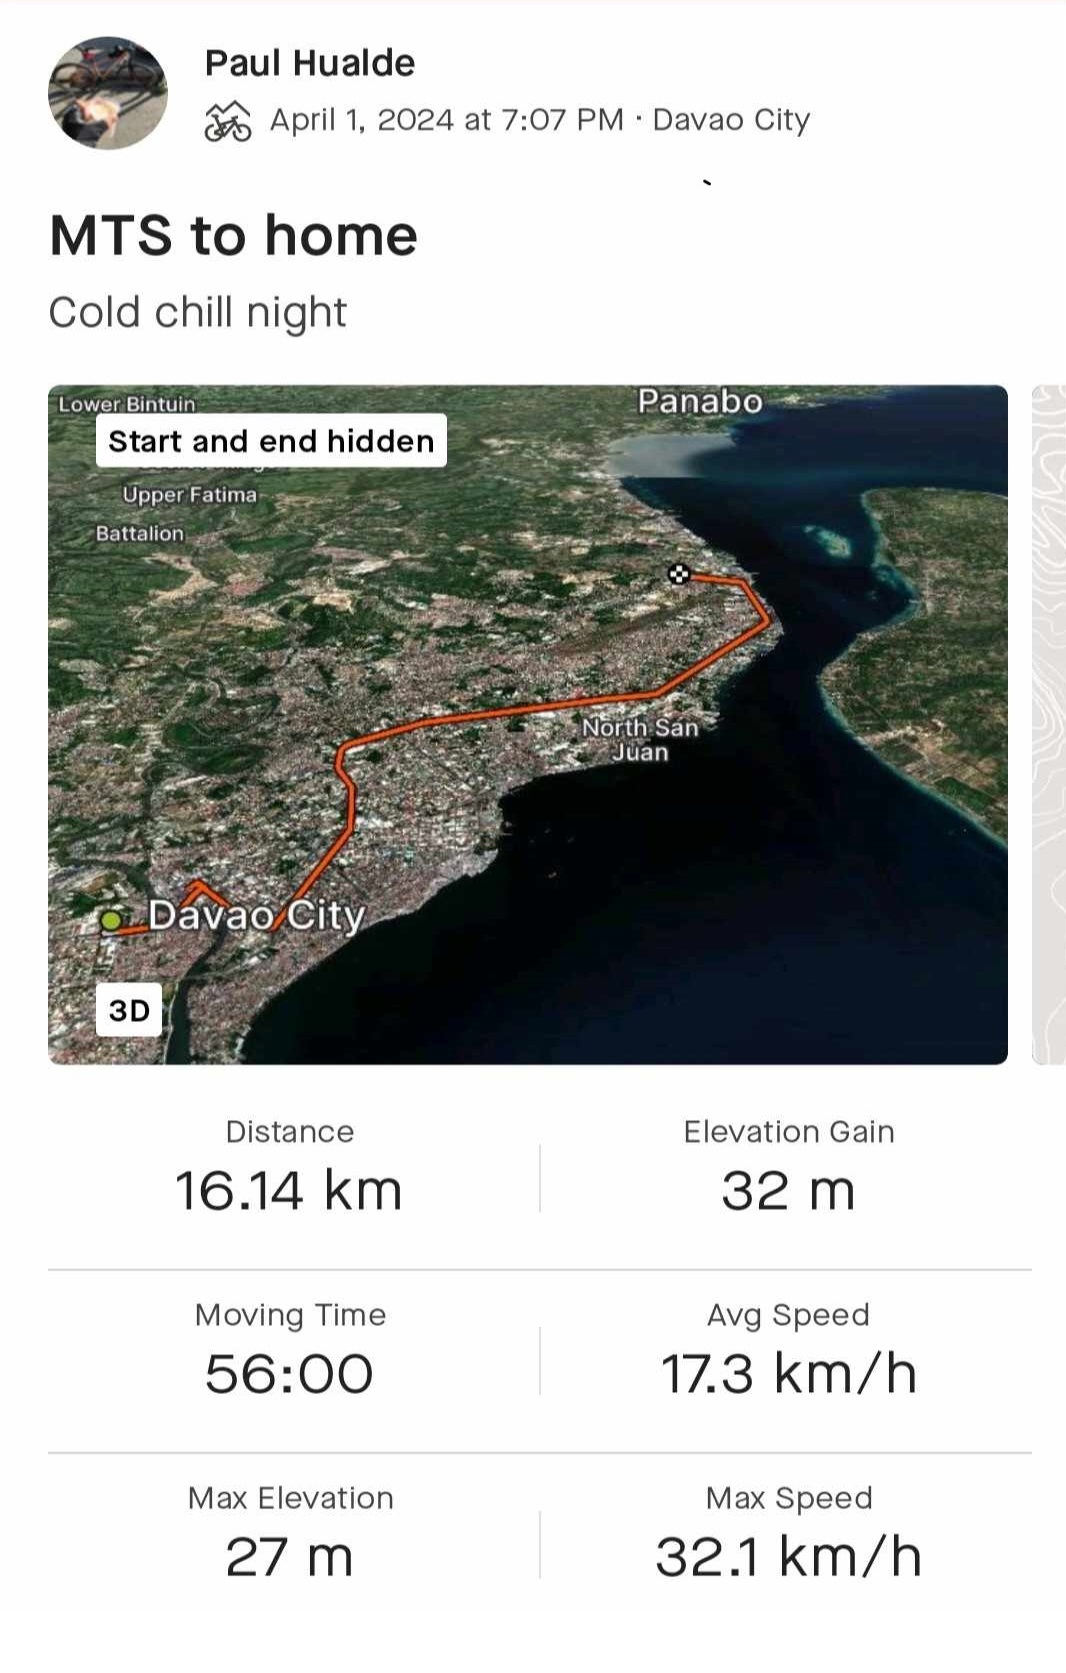 Paul Hualde
April 1, 2024 at 7:07 PM · Davao City
MTS to home
Cold chill night
Lower Bintuin
Panabo
Start and end hidden
Upper Fatima
Battalion
North San
Juan
Davao City
3D
Distance
16.14 km
Elevation Gain
32 m
Moving Time
56:00
Avg Speed
17.3 km/h
Max Elevation
27 m
Max Speed
32.1 km/h